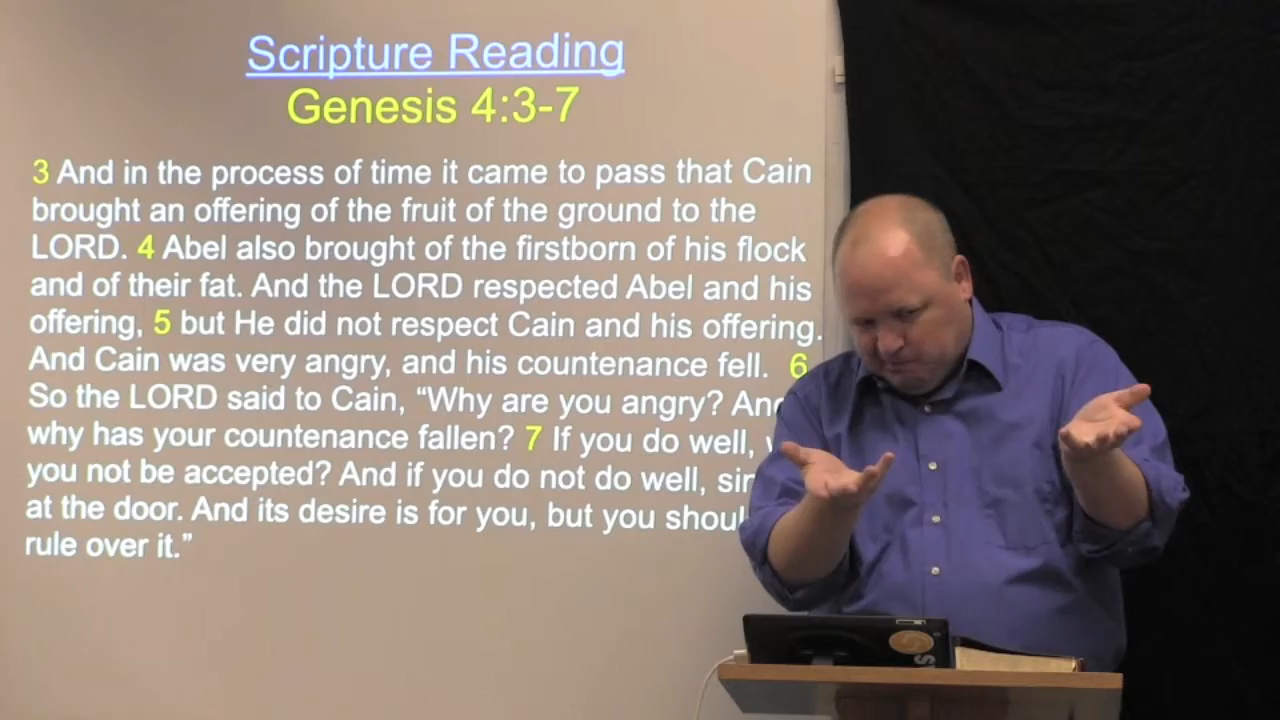 Scripture Reading
Genesis 4:3-7
3 And in the process of time it came to pass that Cain
brought an offering of the fruit of the ground to the
LORD. 4 Abel also brought of the firstborn of his flock
and of their fat. And the LORD respected Abel and his
offering, 5 but He did not respect Cain and his offering.
And Cain was very angry, and his countenance fell. 6
So the LORD said to Cain, “Why are you angry? And
why has your countenance fallen? 7 If you do well,
you not be accepted? And if you do not do well,
at the door. And its desire is for you, but you
rule over it.”